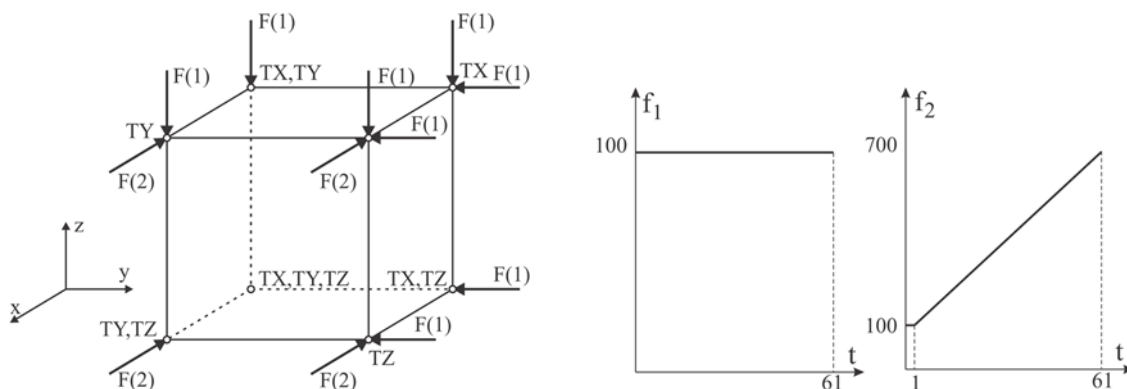 F(1)
F(1) F(1)
F(1) F(1)
TX,TY TX F(1)
TY F(1)
F(2) F(2)
z
y
x
TX,TY,TZ TX,TZ F(1)
TY,TZ F(1)
F(2) TZ F(2)
f1
100
t
61
f2
700
100
t
1 61